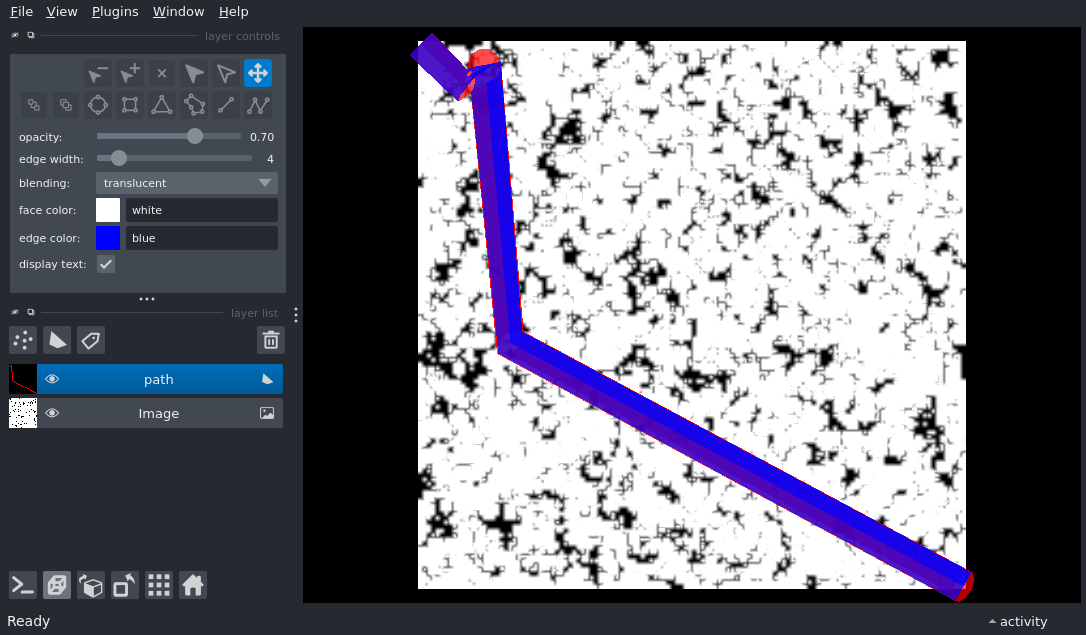 File View Plugins Window Help
layer controls
opacity: 0.70
edge width: 4
blending: translucent
face color: white
edge color: blue
display text:
layer list
path
Image
Ready
activity